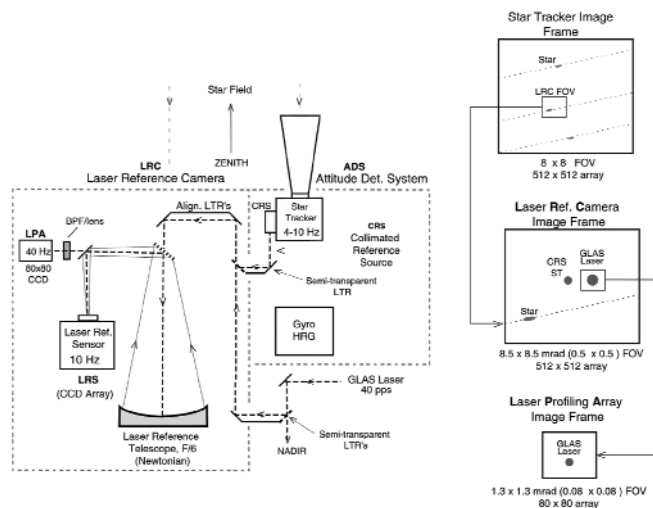 Star Tracker Image
Frame
Star
LRC FOV
8 x 8 FOV
512 x 512 array
Star Field
ZENITH
LRC
Laser Reference Camera
ADS
Attitude Det. System
Align. LTR's
CRS
Star
Tracker
4-10 Hz
CRS
Collimated
Reference
Source
BPF/lens
LPA
40 Hz
80x80
CCD
Semi-transparent
LTR
Laser Ref.
Sensor
10 Hz
LRS
(CCD Array)
Gyro
HRG
GLAS Laser
40 pps
Laser Reference
Telescope, F/6
(Newtonian)
Semi-transparent
LTR's
NADIR
Laser Ref. Camera
Image Frame
CRS
ST
GLAS
Laser
Star
8.5 x 8.5 mrad (0.5 x 0.5 ) FOV
512 x 512 array
Laser Profiling Array
Image Frame
GLAS
Laser
1.3 x 1.3 mrad (0.08 x 0.08 ) FOV
80 x 80 array